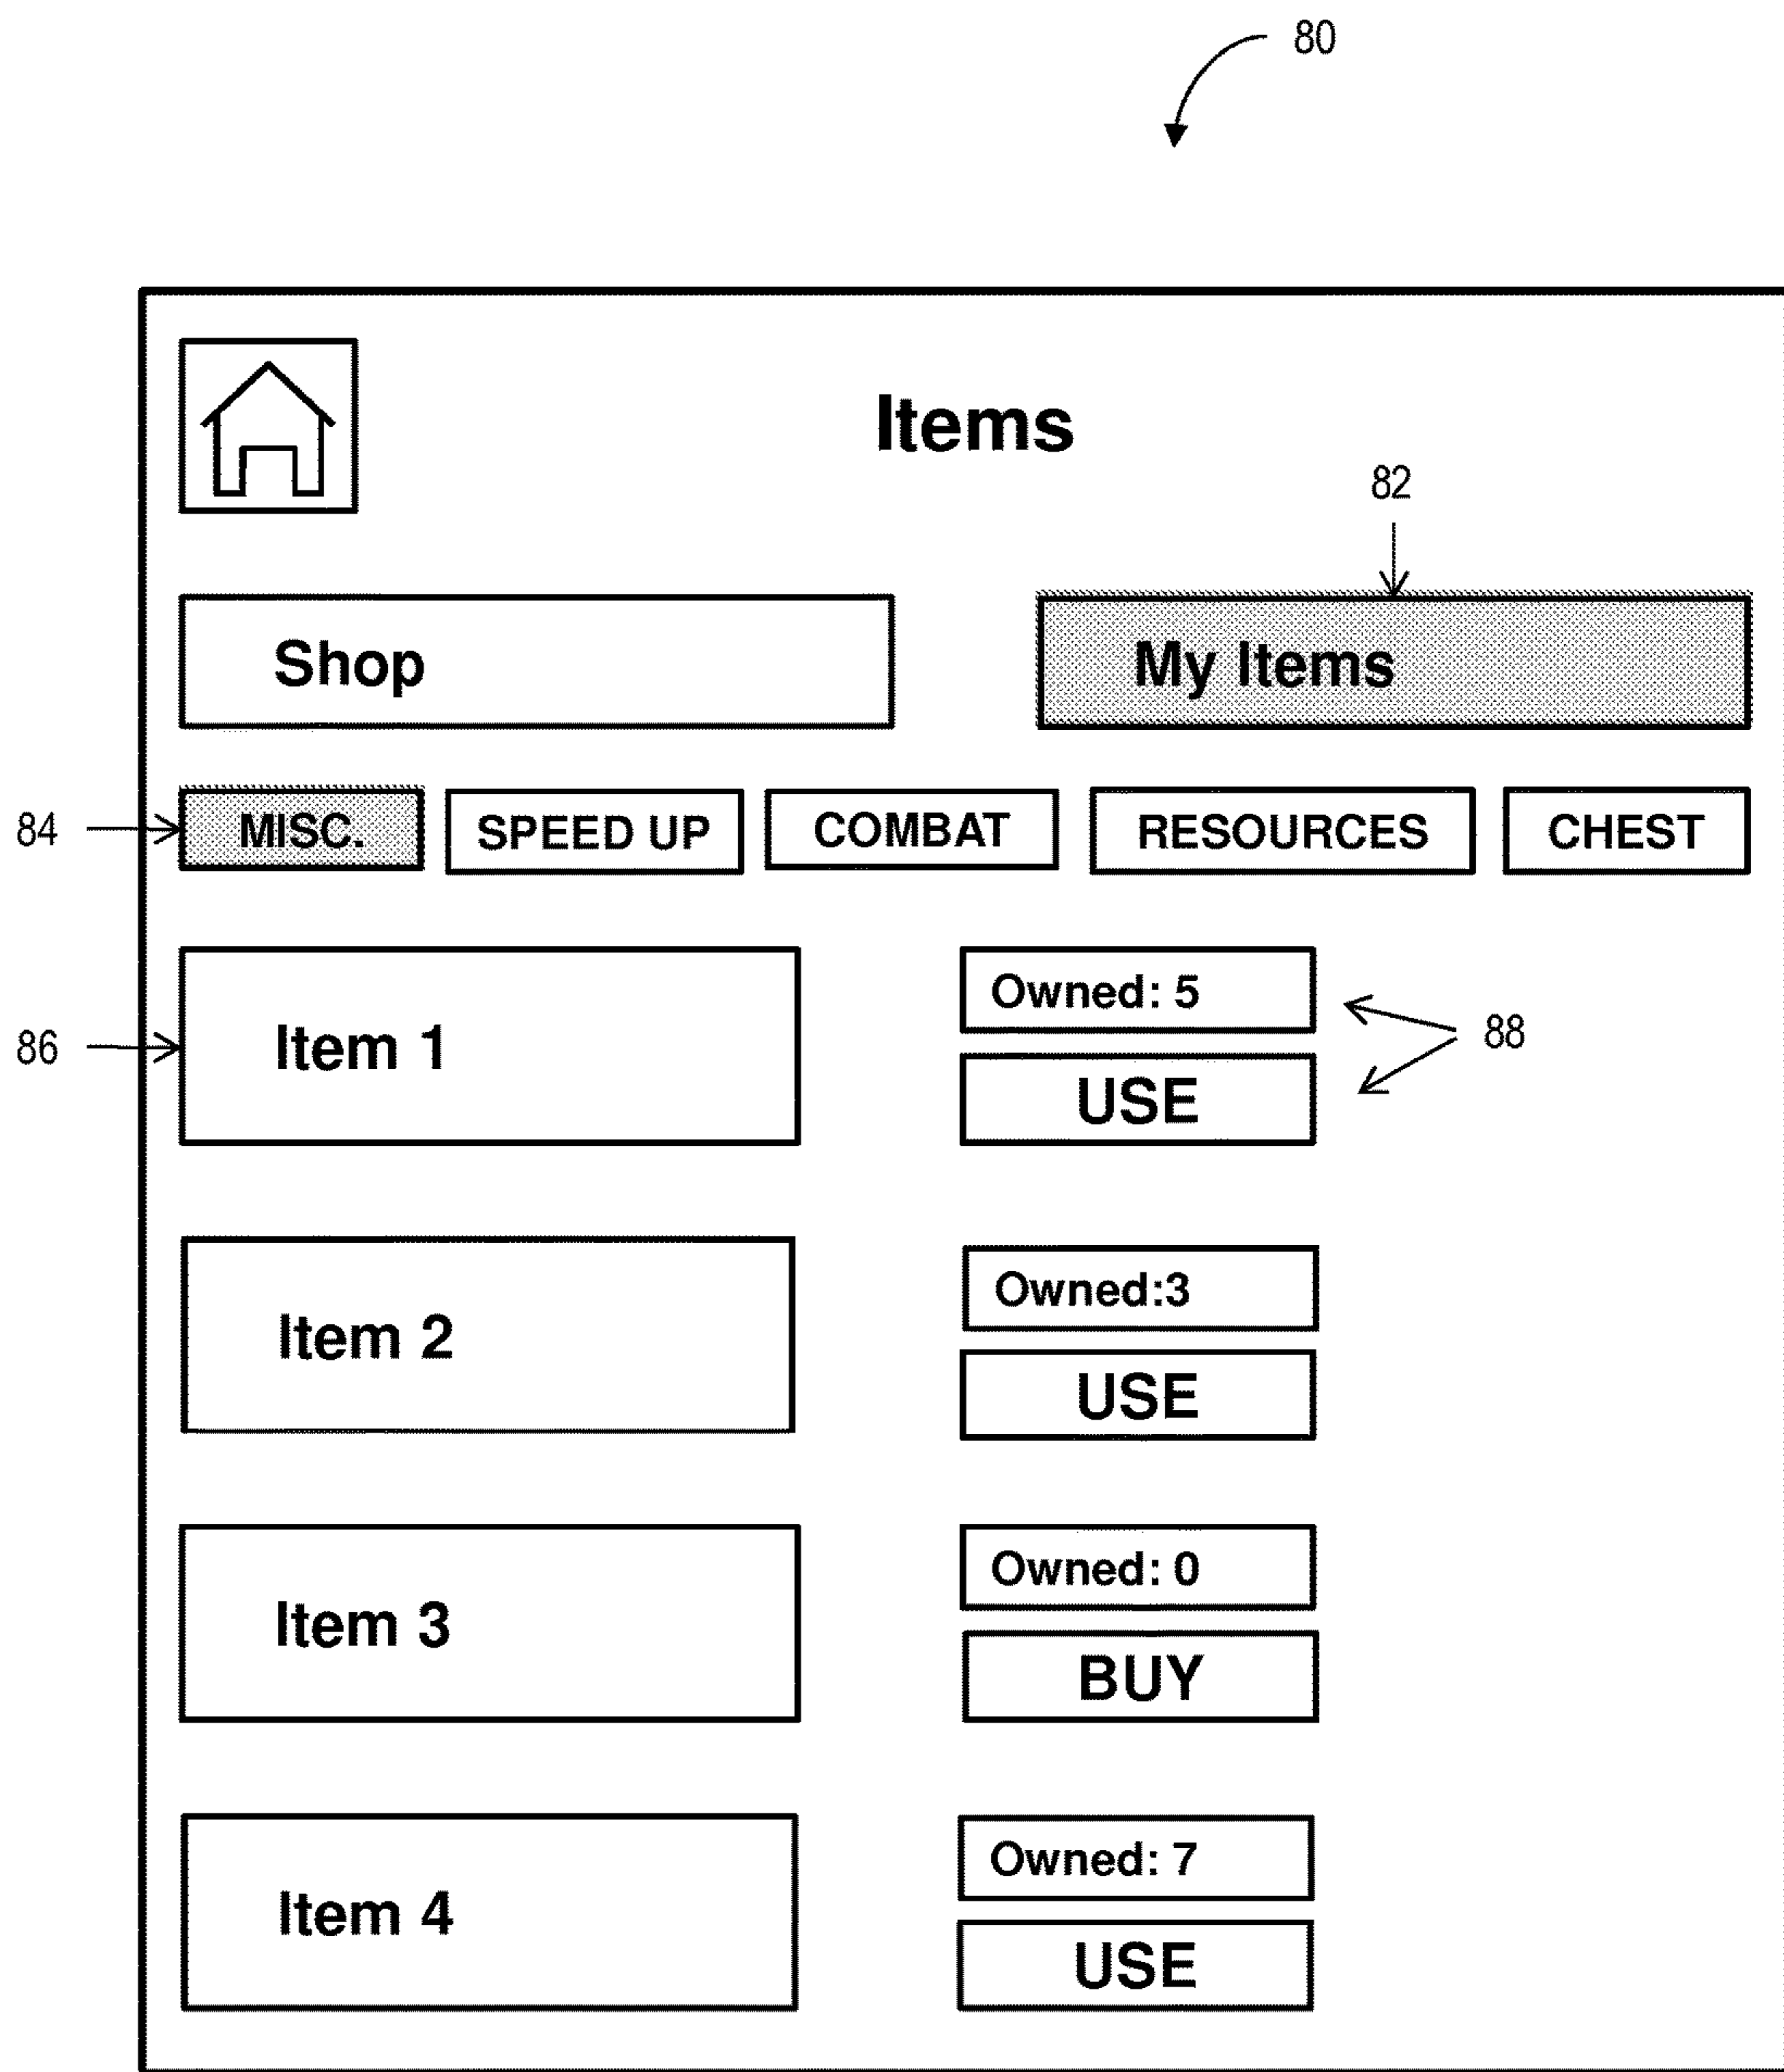 80
Items
82
Shop
My Items
84
MISC.
SPEED UP
COMBAT
RESOURCES
CHEST
86
Item 1
Owned: 5
USE
88
Item 2
Owned:3
USE
Item 3
Owned: 0
BUY
Item 4
Owned: 7
USE